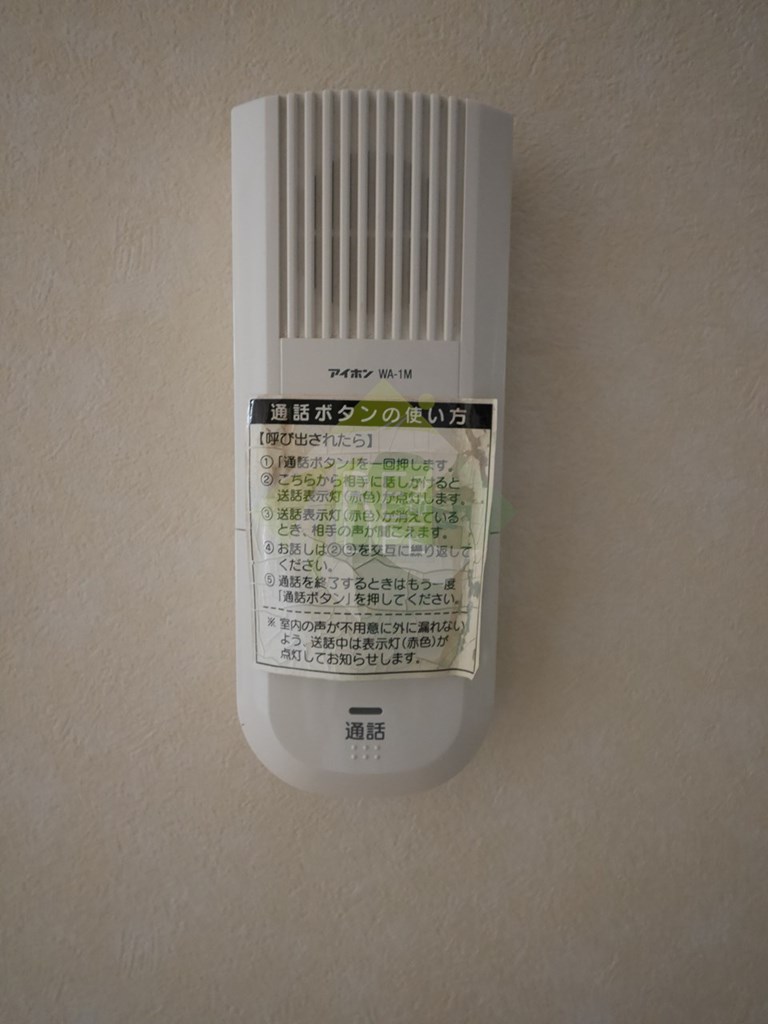 アイホン WA-1M
通話ボタンの使い方
【呼び出されたら】
①「通話ボタン」を一回押します。
②こちらから相手に話しかけると
送話表示灯(赤色)が点灯します。
③送話表示灯(赤色)が消えている
とき、相手の声が聞こえます。
④お話しは②③を交互に繰り返して
ください。
⑤通話を終了するときはもう一度
「通話ボタン」を押してください。
※室内の声が不用意に外に漏れない
よう、送話中は表示灯(赤色)が
点灯してお知らせします。
通話